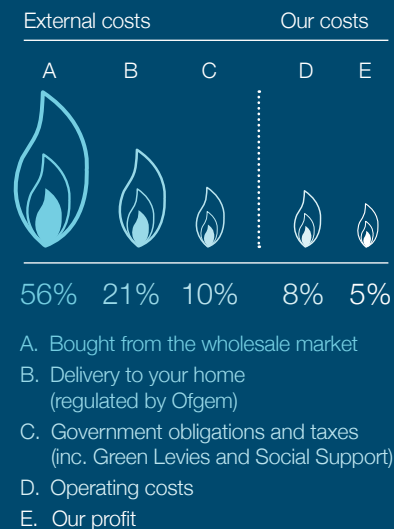 External costs Our costs
A B C D E
56% 21% 10% 8% 5%
A. Bought from the wholesale market
B. Delivery to your home
(regulated by Ofgem)
C. Government obligations and taxes
(inc. Green Levies and Social Support)
D. Operating costs
E. Our profit